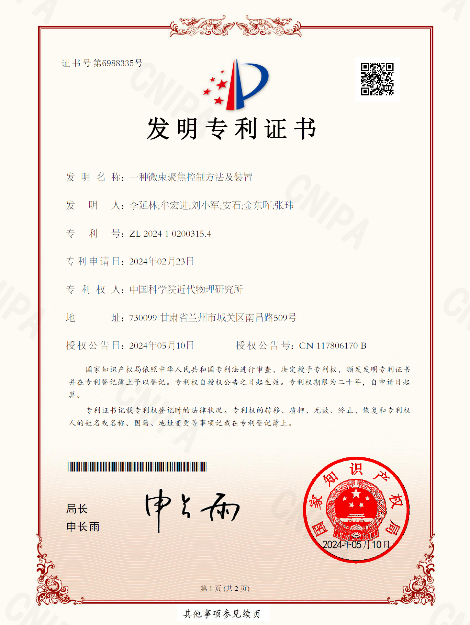 证书号第6988335号
发明专利证书
发 明 名 称：一种微束聚集控制方法及装置
发 明 人：李延林;牟宏进;刘小军;安石;金东晖;张玮
专 利 号：ZL 2024 1 0200315.4
专利申请日：2024年02月23日
专 利 权 人：中国科学院近代物理研究所
地 址：730099 甘肃省兰州市城关区南昌路509号
授权公告日：2024年05月10日 授权公告号：CN 117806170 B
国家知识产权局依照中华人民共和国专利法进行审查，决定授予专利权，颁发发明专利证书
并在专利登记簿上予以登记。专利权自授权公告之日起生效。专利权期限为二十年，自申请日起
算。
专利证书记载专利权登记时的法律状况。专利权的转移、质押、无效、终止、恢复和专利权
人的姓名或名称、国籍、地址变更等事项记载在专利登记簿上。
局长
申长雨
申长雨
国家知识产权局
2024年05月10日
第 1 页 (共 2 页)
其他事项参见续页
CNIPA